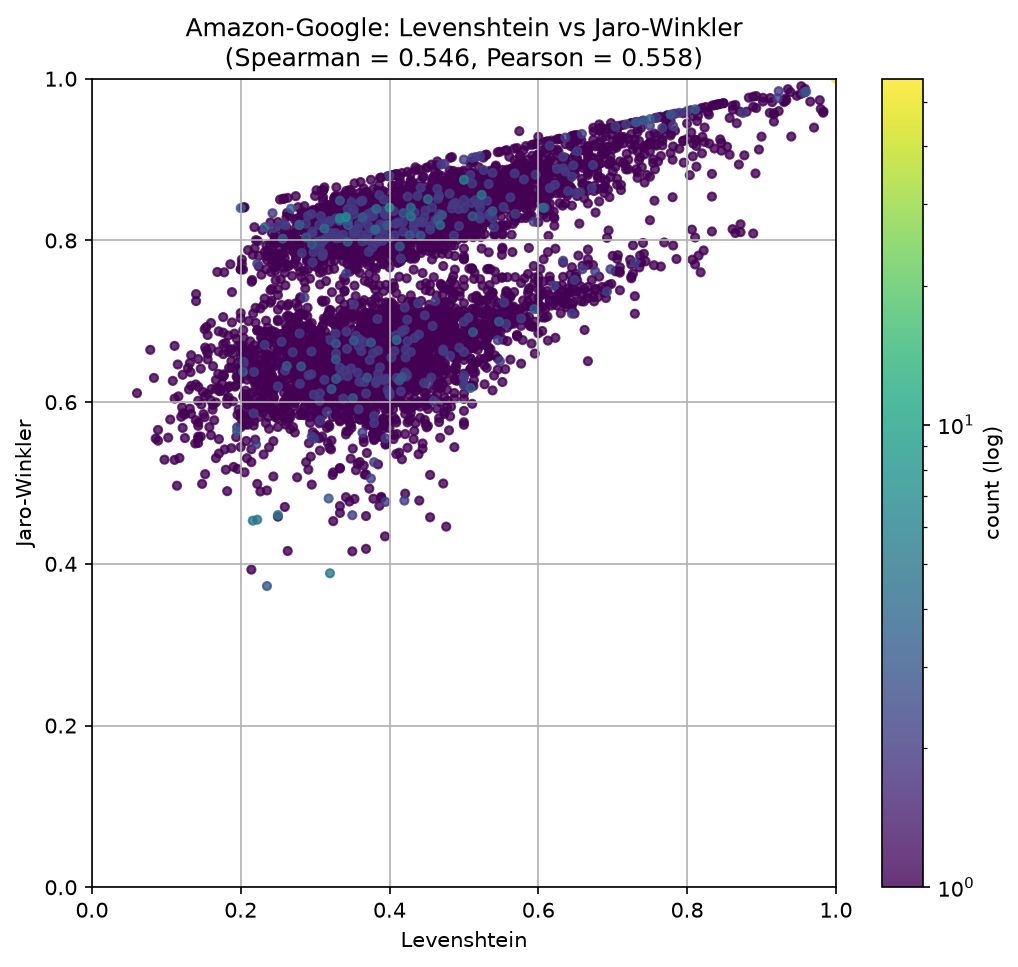 Amazon-Google: Levenshtein vs Jaro-Winkler
(Spearman = 0.546, Pearson = 0.558)
1.0
0.8
0.6
0.4
0.2
0.0
Jaro-Winkler
0.0 0.2 0.4 0.6 0.8 1.0
Levenshtein
10¹
10⁰
count (log)